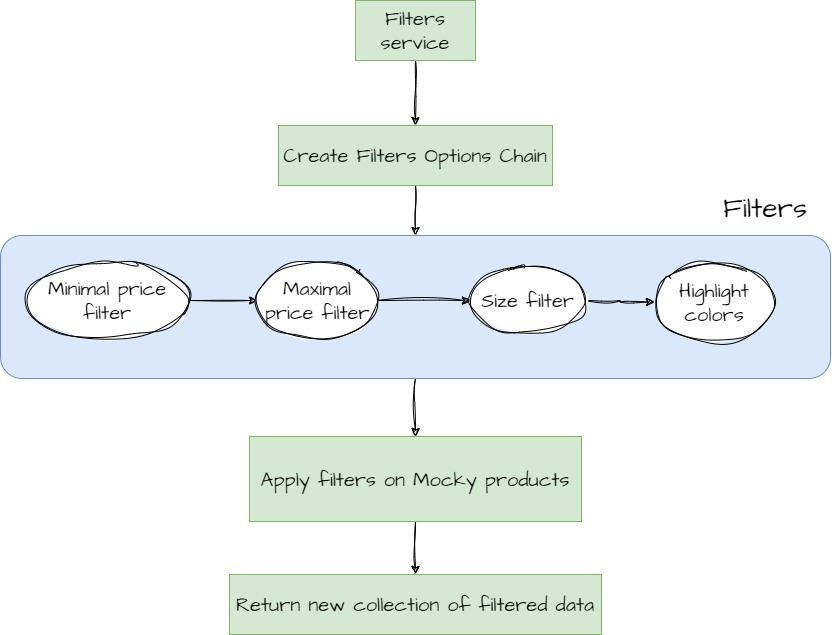 Filters
service
Create Filters Options Chain
Filters
Minimal price
filter
Maximal
price filter
Size filter
Highlight
colors
Apply filters on Mocky products
Return new collection of filtered data